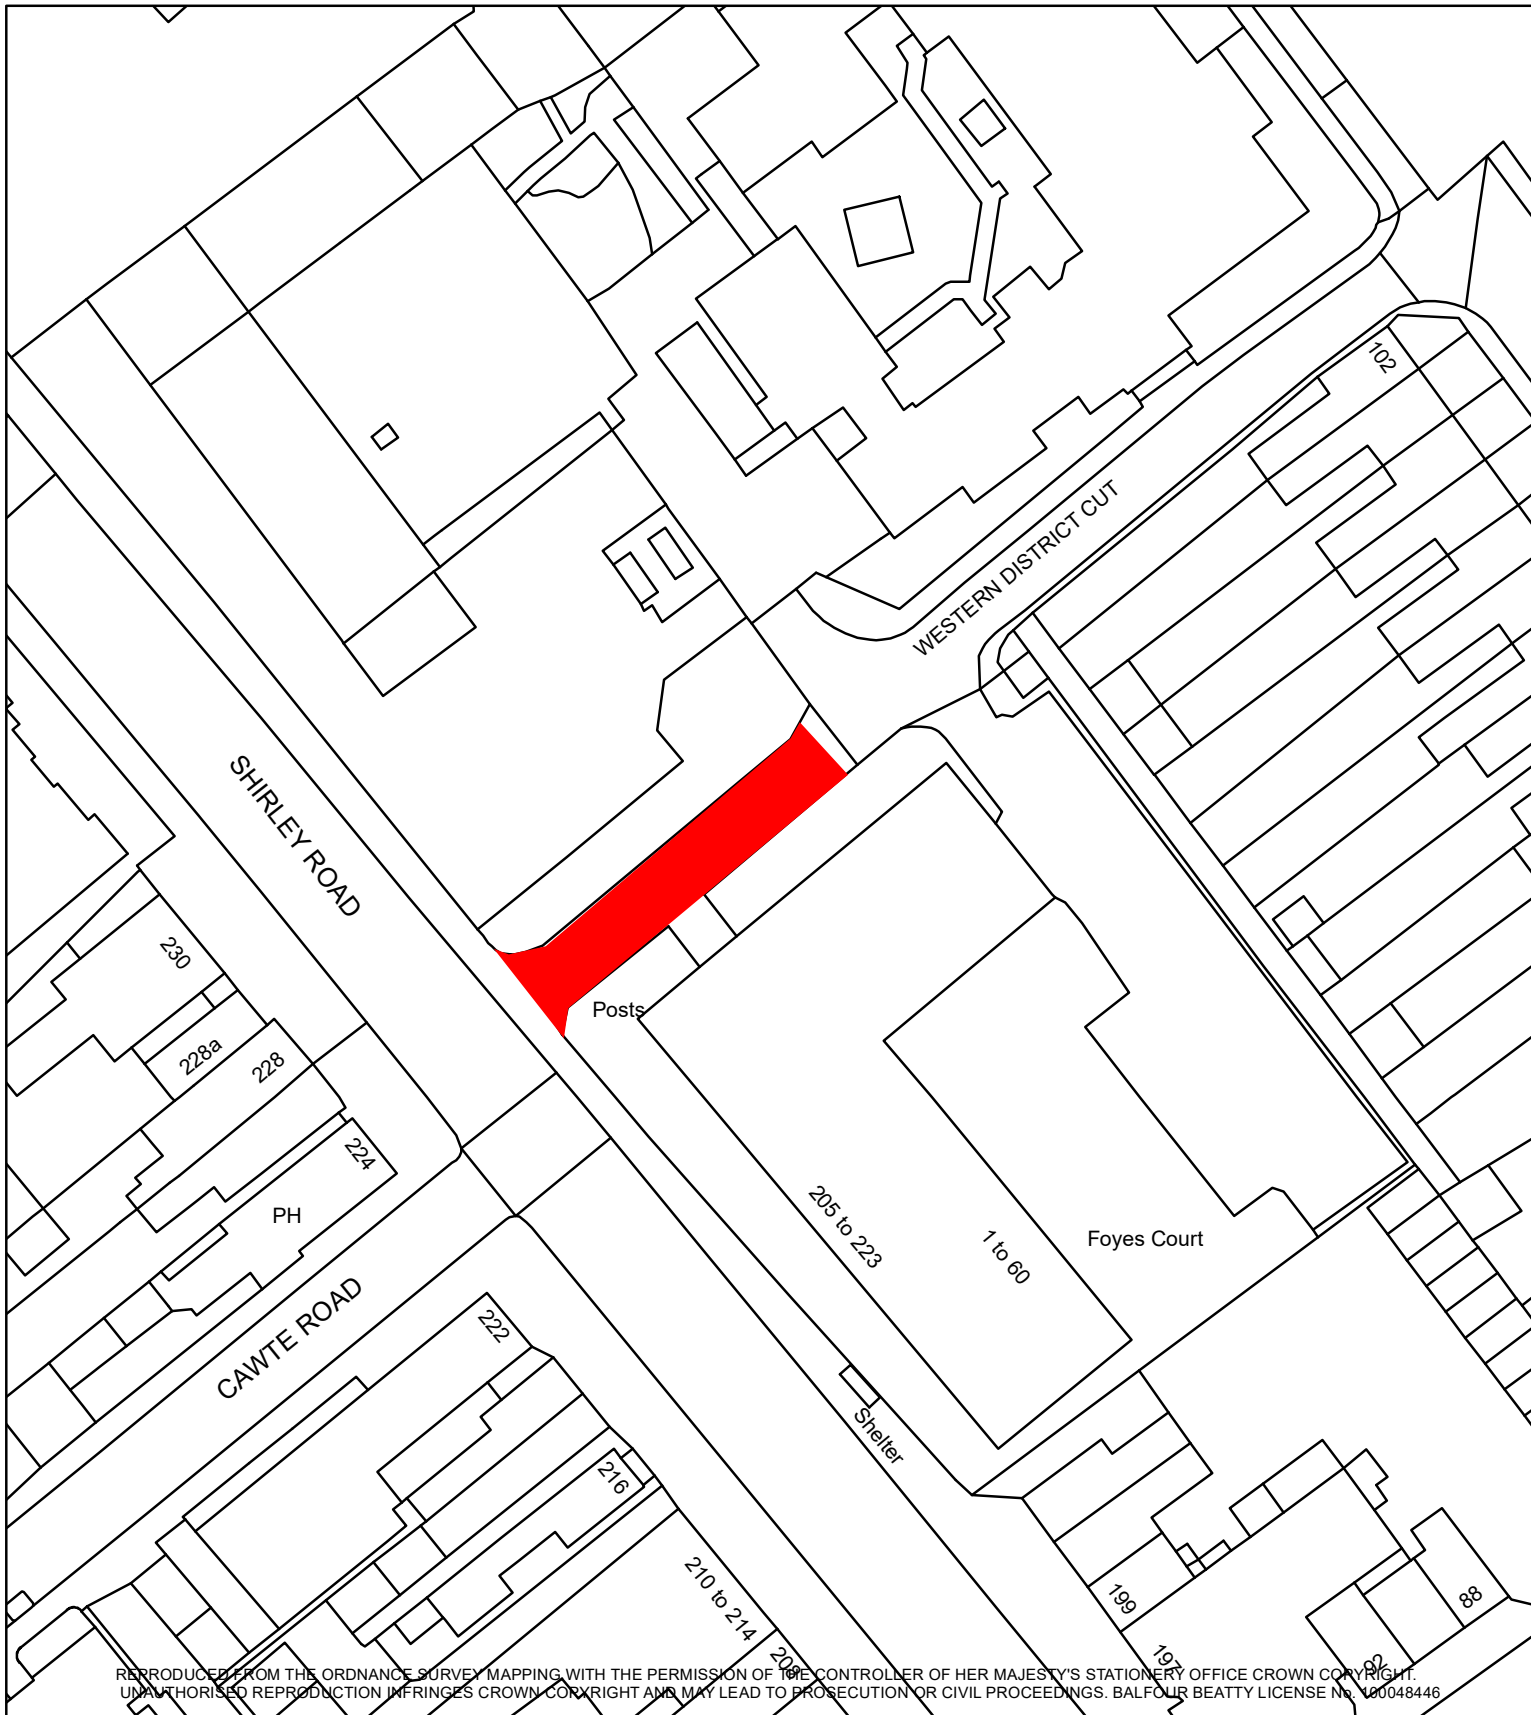 102
WESTERN DISTRICT CUT
SHIRLEY ROAD
230
Posts
228a
228
224
PH
205 to 223
1 to 60
Foyes Court
CAWTE ROAD
222
Shelter
216
210 to 214
199
88
208
197
92
REPRODUCED FROM THE ORDNANCE SURVEY MAPPING WITH THE PERMISSION OF THE CONTROLLER OF HER MAJESTY'S STATIONERY OFFICE CROWN COPYRIGHT.
UNAUTHORISED REPRODUCTION INFRINGES CROWN COPYRIGHT AND MAY LEAD TO PROSECUTION OR CIVIL PROCEEDINGS. BALFOUR BEATTY LICENSE No. 100048446